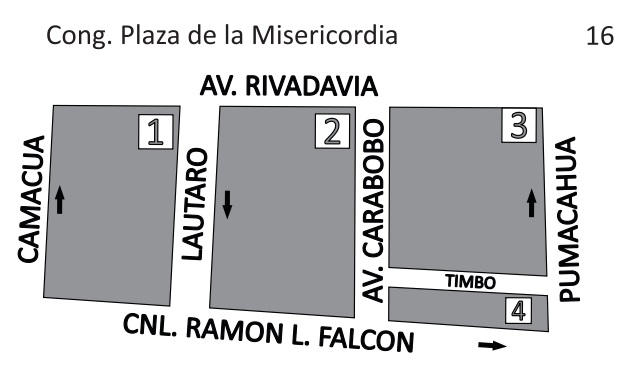 Cong. Plaza de la Misericordia
16
AV. RIVADAVIA
1
2
3
CAMACUA
LAUTARO
AV. CARABOBO
PUMACAHUA
TIMBO
4
CNL. RAMON L. FALCON